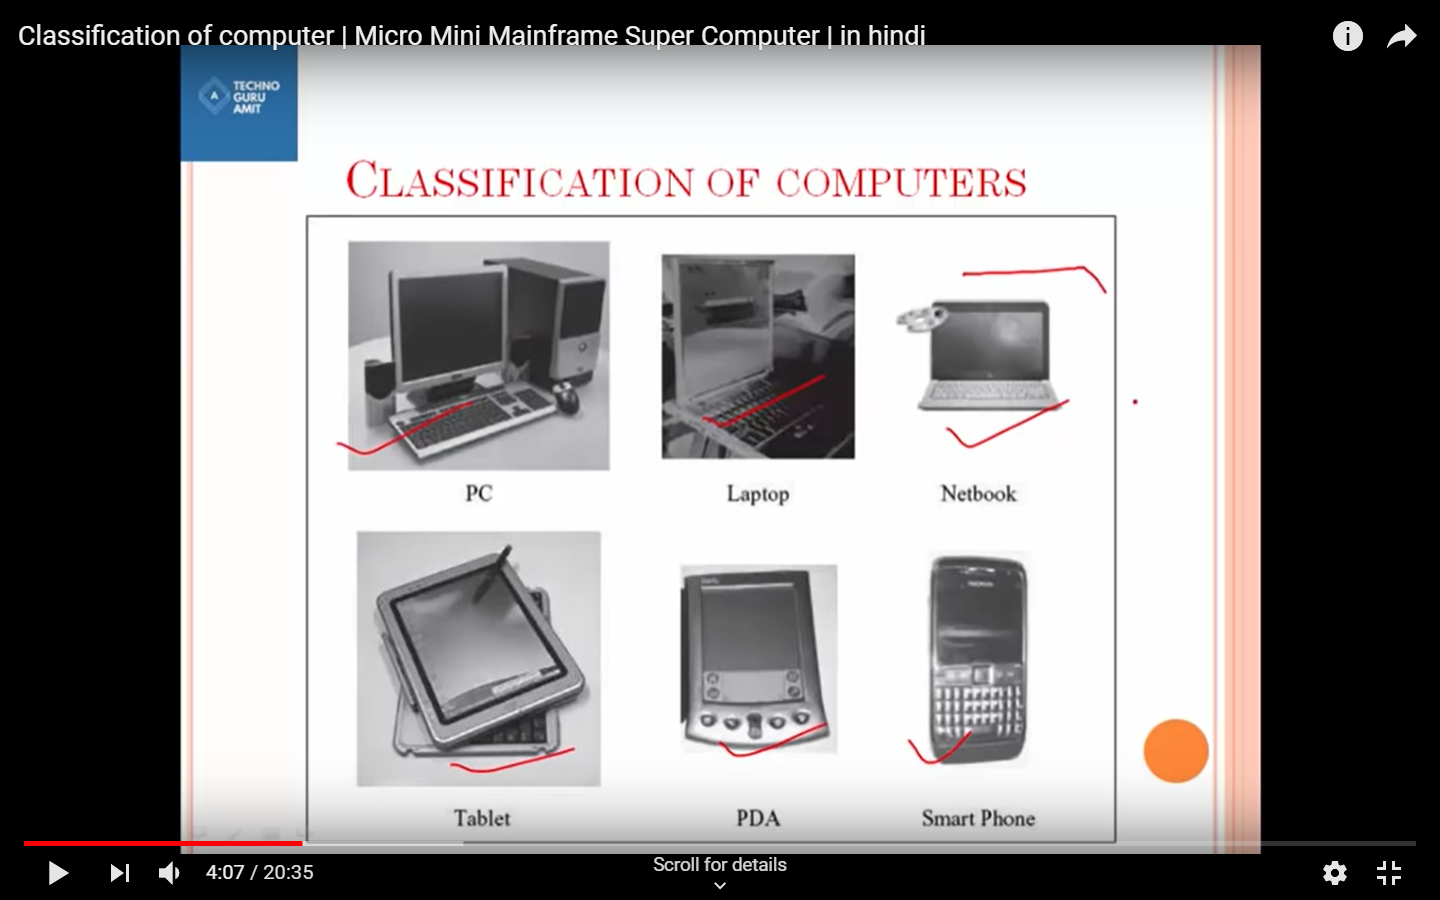 Classification of computer | Micro Mini Mainframe Super Computer | in hindi
TECHNO
GURU
AMIT
A
CLASSIFICATION OF COMPUTERS
PC
Laptop
Netbook
NOKIA
Tablet
PDA
Smart Phone
4:07 / 20:35
Scroll for details